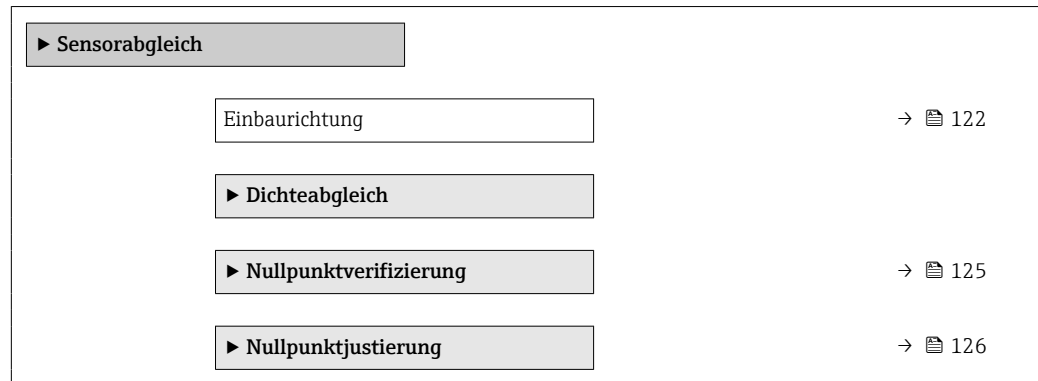 ▶ Sensorabgleich
Einbaurichtung → 🖹 122
▶ Dichteabgleich
▶ Nullpunktverifizierung → 🖹 125
▶ Nullpunktjustierung → 🖹 126